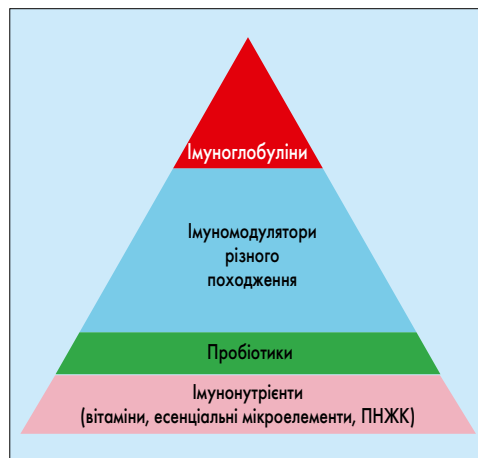 Імуноглобуліни
Імуномодулятори
різного
походження
Пробіотики
Імунонутрієнти
(вітаміни, есенціальні мікроелементи, ПНЖК)